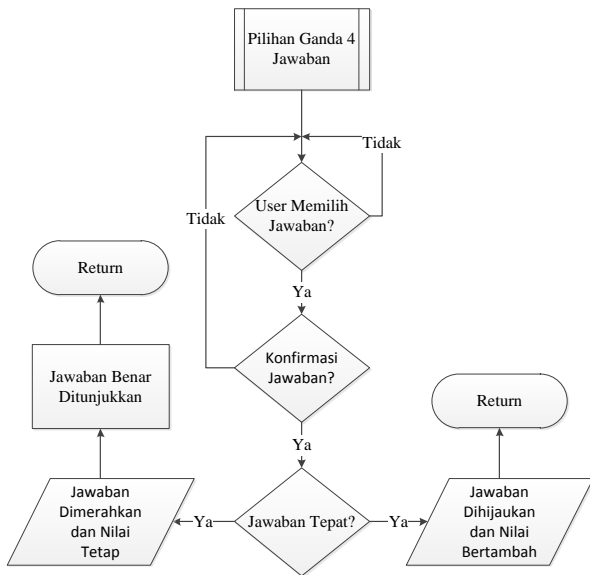 Pilihan Ganda 4
Jawaban
Tidak
User Memilih
Jawaban?
Tidak
Ya
Return
Konfirmasi
Jawaban?
Jawaban Benar
Ditunjukkan
Return
Ya
Jawaban
Dimerahkan
dan Nilai
Tetap
Ya
Jawaban Tepat?
Ya
Jawaban
Dihijaukan
dan Nilai
Bertambah